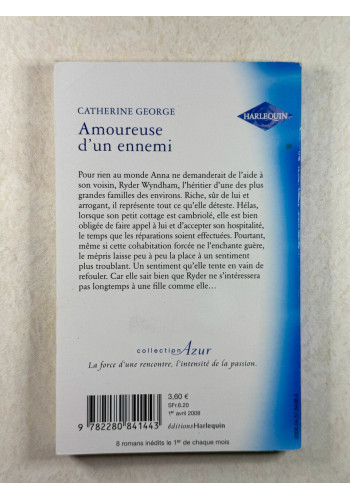 CATHERINE GEORGE
Amoureuse
d'un ennemi
HARLEQUIN
Pour rien au monde Anna ne demanderait de l'aide à
son voisin, Ryder Wyndham, l'héritier d'une des plus
grandes familles des environs. Riche, sûr de lui et
arrogant, il représente tout ce qu'elle déteste. Hélas,
lorsque son petit cottage est cambriolé, elle est bien
obligée de faire appel à lui et d'accepter son hospitalité,
le temps que les réparations soient effectuées. Pourtant,
même si cette cohabitation forcée ne l'enchante guère,
le mépris laisse peu à peu la place à un sentiment
plus troublant. Un sentiment qu'elle tente en vain de
refouler. Car elle sait bien que Ryder ne s'intéressera
pas longtemps à une fille comme elle…
collection Azur
La force d'une rencontre, l'intensité de la passion.
3,60 €
SFr.6.20
1er avril 2008
9 782280 841443
éditionsHarlequin
8 romans inédits le 1er de chaque mois